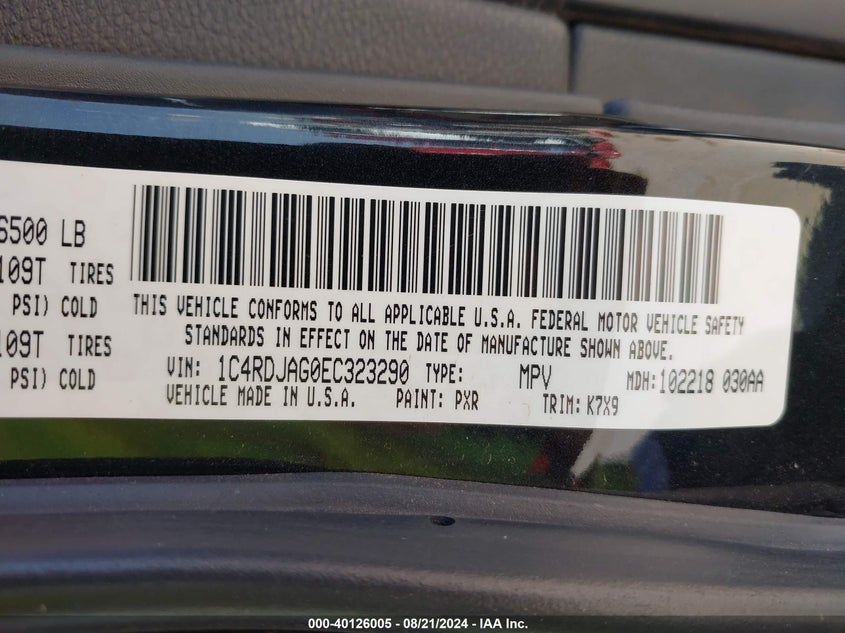 6500 LB
109T TIRES
PSI) COLD
109T TIRES
PSI) COLD
THIS VEHICLE CONFORMS TO ALL APPLICABLE U.S.A. FEDERAL MOTOR VEHICLE SAFETY
STANDARDS IN EFFECT ON THE DATE OF MANUFACTURE SHOWN ABOVE.
VIN: 1C4RDJAG0EC323290 TYPE: MPV MDH: 102218 030AA
VEHICLE MADE IN U.S.A. PAINT: PXR TRIM: K7X9
000-40126005 - 08/21/2024 - IAA Inc.